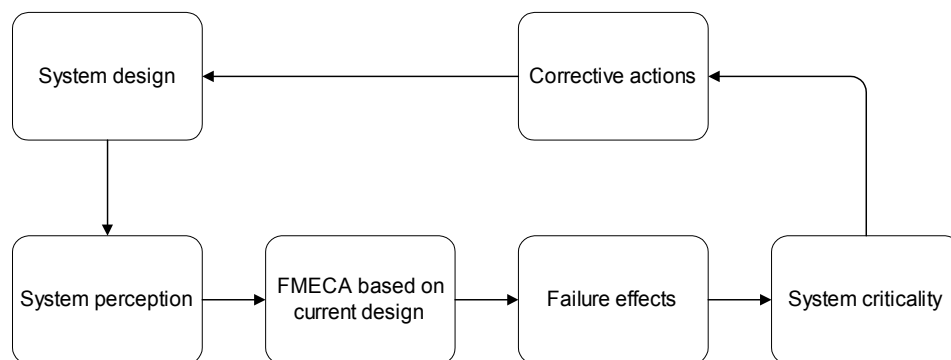 System design
Corrective actions
System perception
FMECA based on
current design
Failure effects
System criticality